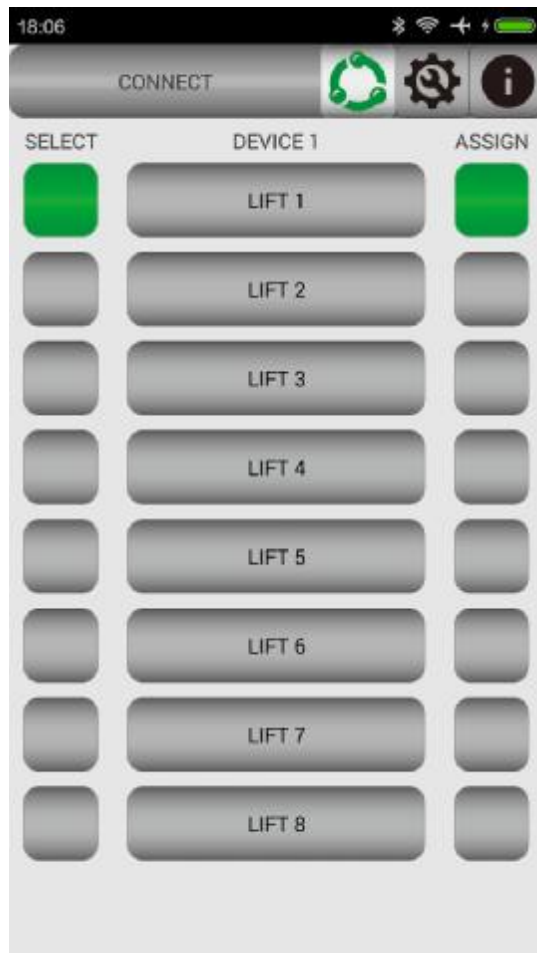 18:06
CONNECT
i
SELECT DEVICE 1 ASSIGN
LIFT 1
LIFT 2
LIFT 3
LIFT 4
LIFT 5
LIFT 6
LIFT 7
LIFT 8